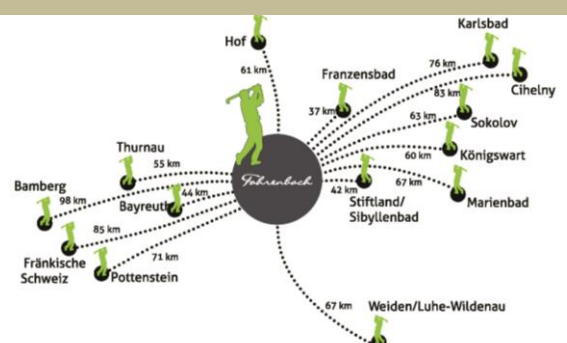 Karlsbad
Hof
61 km
76 km
Franzensbad
37 km
83 km
Cihelny
63 km
Sokolov
Thurnau
55 km
60 km
Königswart
Fahrenbach
Bamberg
98 km
Bayreuth
44 km
42 km
67 km
Stiftland/
Sibyllenbad
Marienbad
85 km
Fränkische
Schweiz
71 km
Pottenstein
67 km
Weiden/Luhe-Wildenau